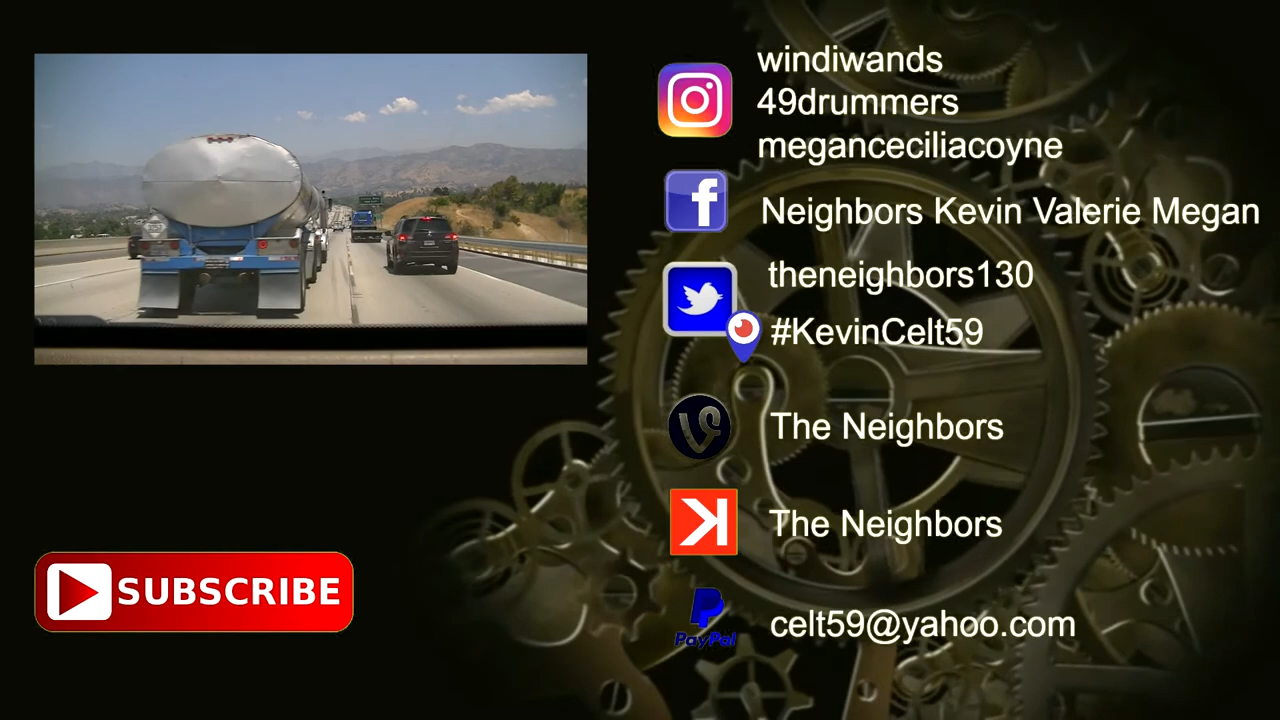 windiwands
49drummers
meganceciliacoyne
Neighbors Kevin Valerie Megan
theneighbors130
#KevinCelt59
The Neighbors
The Neighbors
SUBSCRIBE
PayPal
celt59@yahoo.com